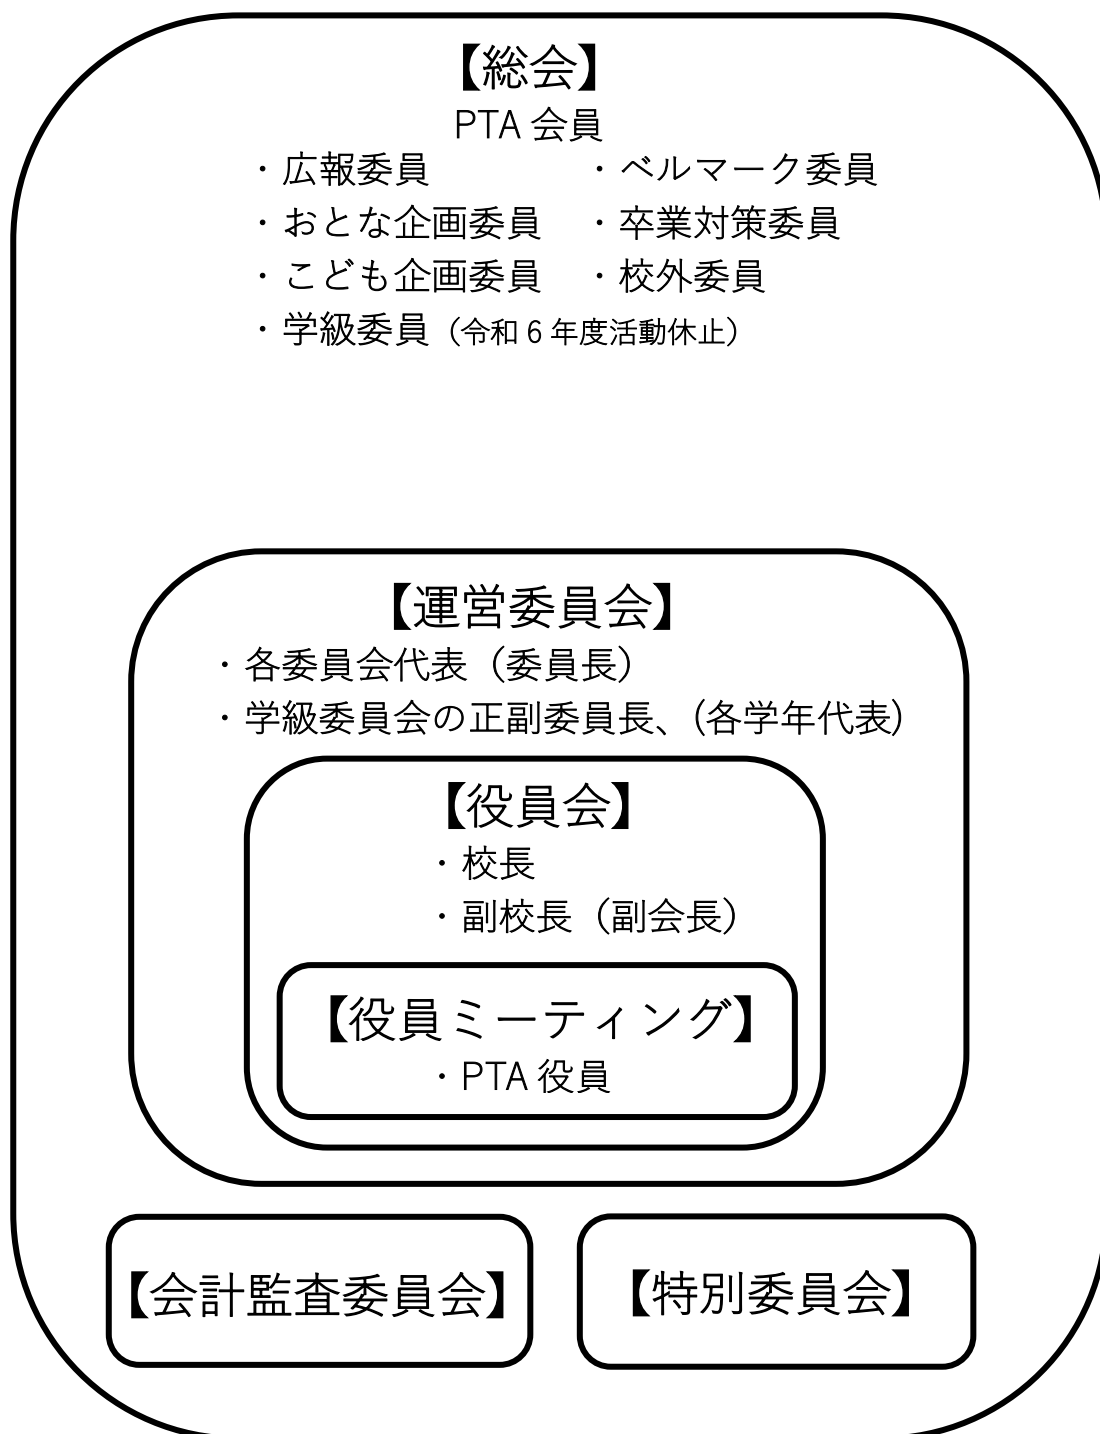 【総会】
PTA 会員
・広報委員　・ベルマーク委員
・おとな企画委員　・卒業対策委員
・こども企画委員　・校外委員
・学級委員（令和 6 年度活動休止）
【運営委員会】
・各委員会代表（委員長）
・学級委員会の正副委員長、（各学年代表）
【役員会】
・校長
・副校長（副会長）
【役員ミーティング】
・PTA 役員
【会計監査委員会】　【特別委員会】